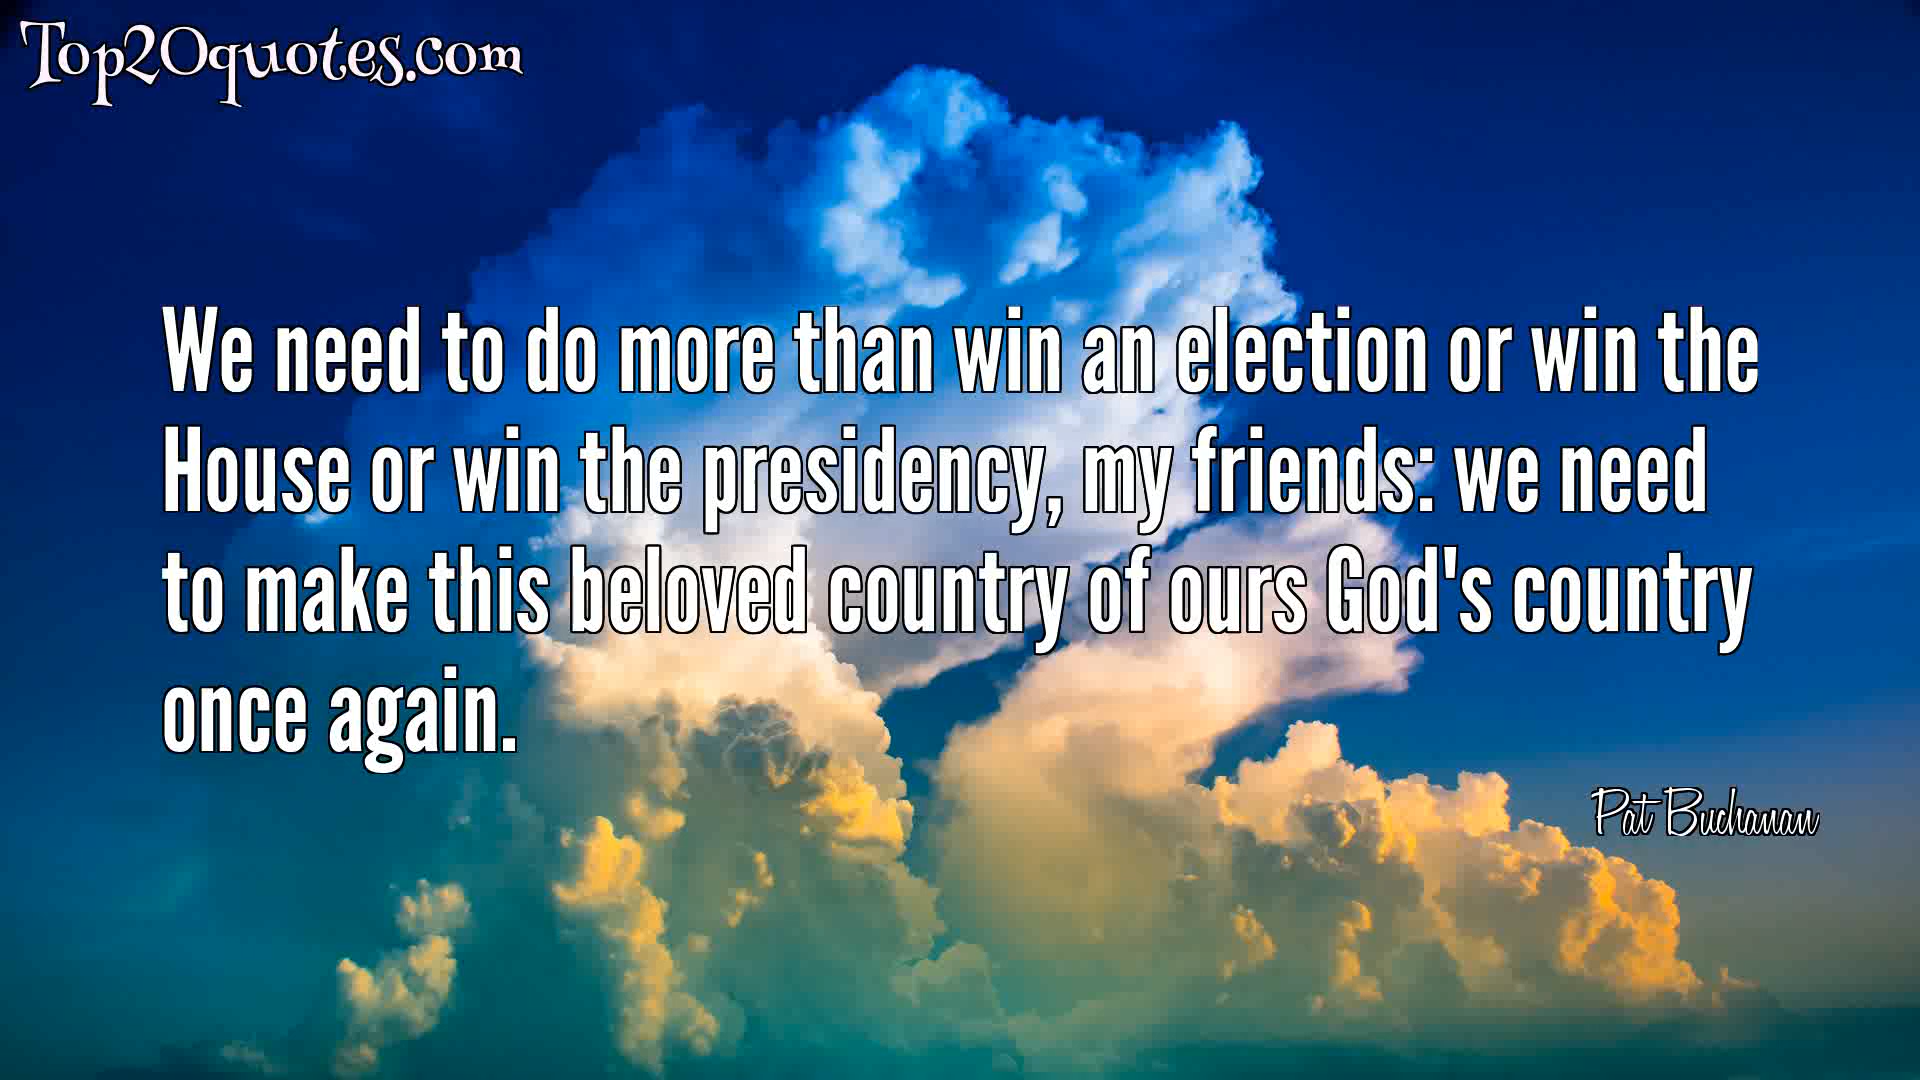 Top20quotes.com
We need to do more than win an election or win the
House or win the presidency, my friends: we need
to make this beloved country of ours God's country
once again.
Pat Buchanan